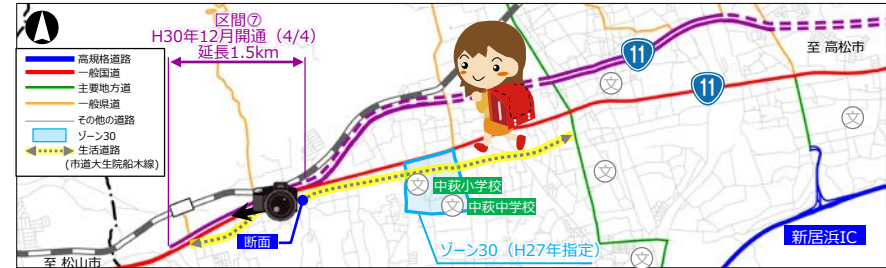 区間⑦
H30年12月開通（4/4）
延長1.5km
高規格道路
一般国道
主要地方道
一般県道
その他の道路
ゾーン30
生活道路
(市道大生院船木線)
11
至 高松市
11
文
文
文
文
中萩小学校
文
中萩中学校
断面
ゾーン30（H27年指定）
新居浜IC
文
至 松山市